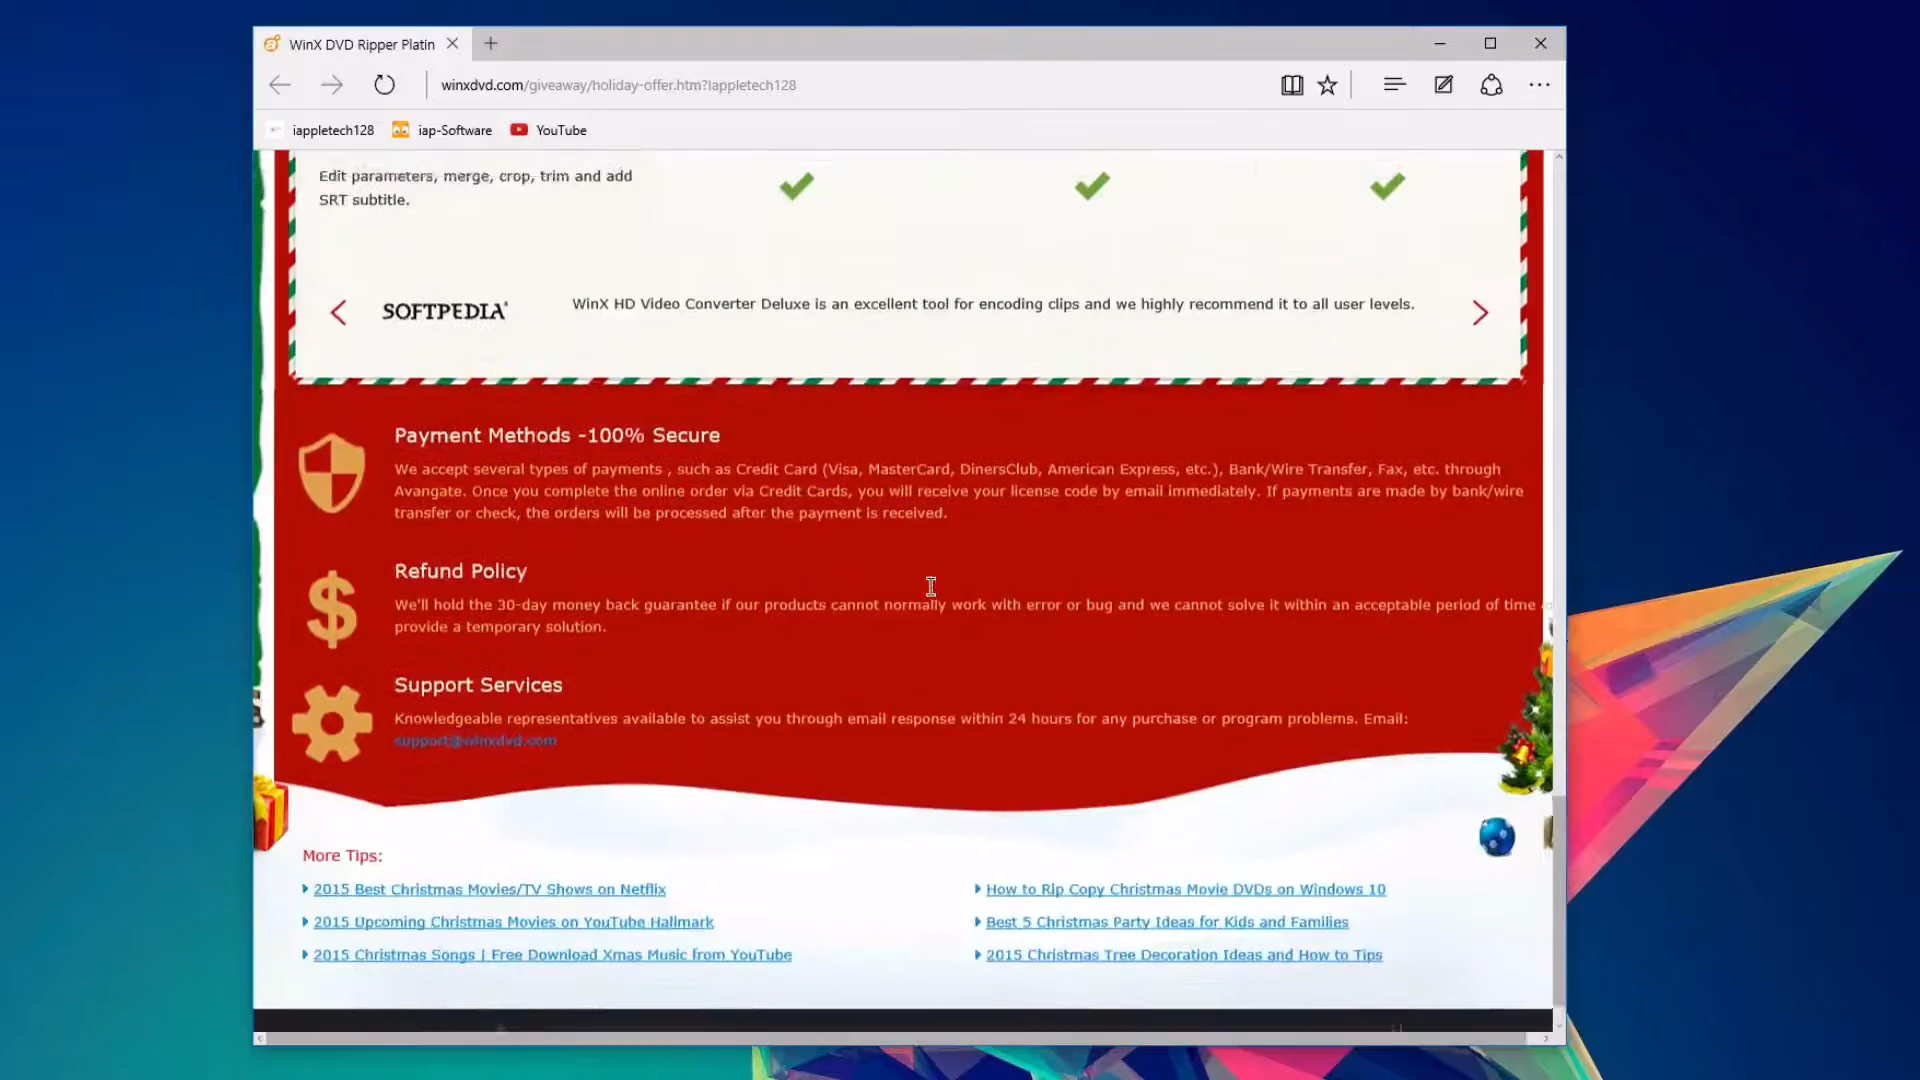 WinX DVD Ripper Platin
winxdvd.com/giveaway/holiday-offer.htm?Iappletech128
iappletech128 iap-Software YouTube
Edit parameters, merge, crop, trim and add
SRT subtitle.
SOFTPEDIA®
WinX HD Video Converter Deluxe is an excellent tool for encoding clips and we highly recommend it to all user levels.
Payment Methods -100% Secure
We accept several types of payments , such as Credit Card (Visa, MasterCard, DinersClub, American Express, etc.), Bank/Wire Transfer, Fax, etc. through
Avangate. Once you complete the online order via Credit Cards, you will receive your license code by email immediately. If payments are made by bank/wire
transfer or check, the orders will be processed after the payment is received.
Refund Policy
We'll hold the 30-day money back guarantee if our products cannot normally work with error or bug and we cannot solve it within an acceptable period of time
provide a temporary solution.
Support Services
Knowledgeable representatives available to assist you through email response within 24 hours for any purchase or program problems. Email:
support@winxdvd.com
More Tips:
2015 Best Christmas Movies/TV Shows on Netflix
2015 Upcoming Christmas Movies on YouTube Hallmark
2015 Christmas Songs | Free Download Xmas Music from YouTube
How to Rip Copy Christmas Movie DVDs on Windows 10
Best 5 Christmas Party Ideas for Kids and Families
2015 Christmas Tree Decoration Ideas and How to Tips